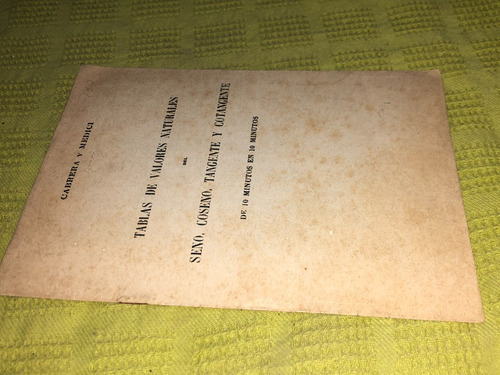 CABRERA Y MEDICI
TABLAS DE VALORES NATURALES
DEL
SENO, COSENO, TANGENTE Y COTANGENTE
DE 10 MINUTOS EN 10 MINUTOS